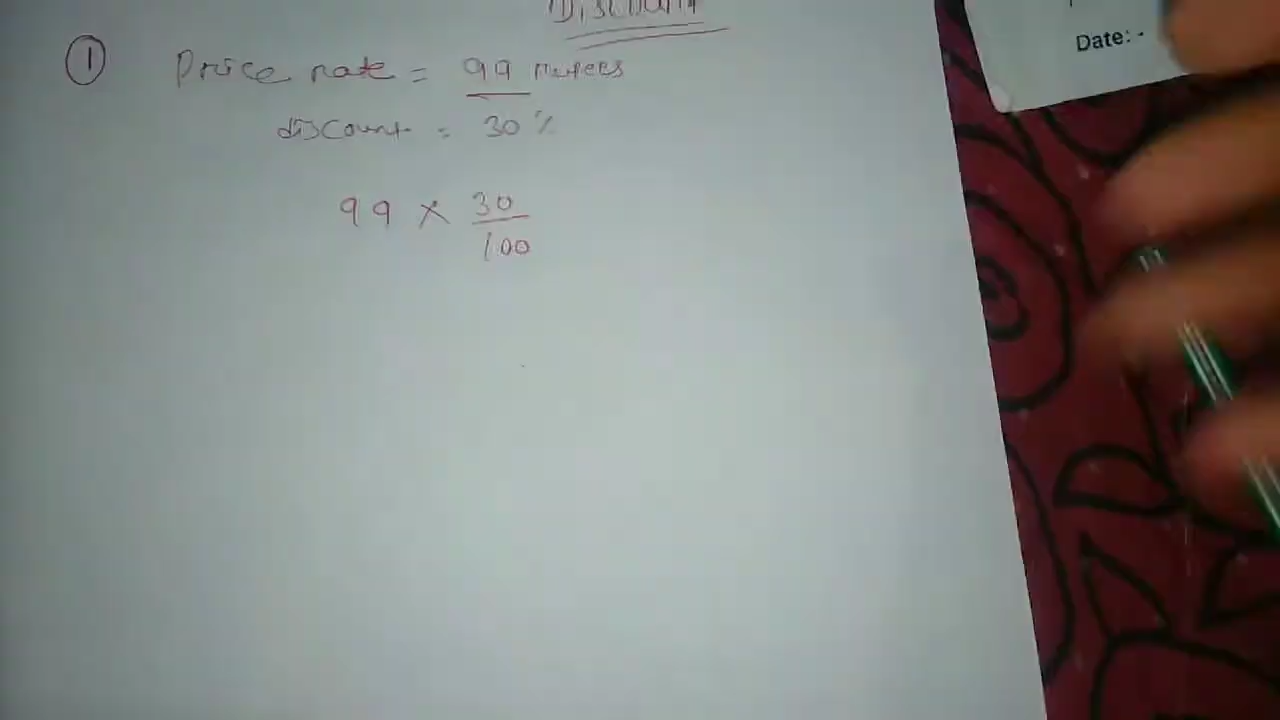 Discount
① Price rate = 99 rupees
discount = 30%
99 × 30/100
Date: -